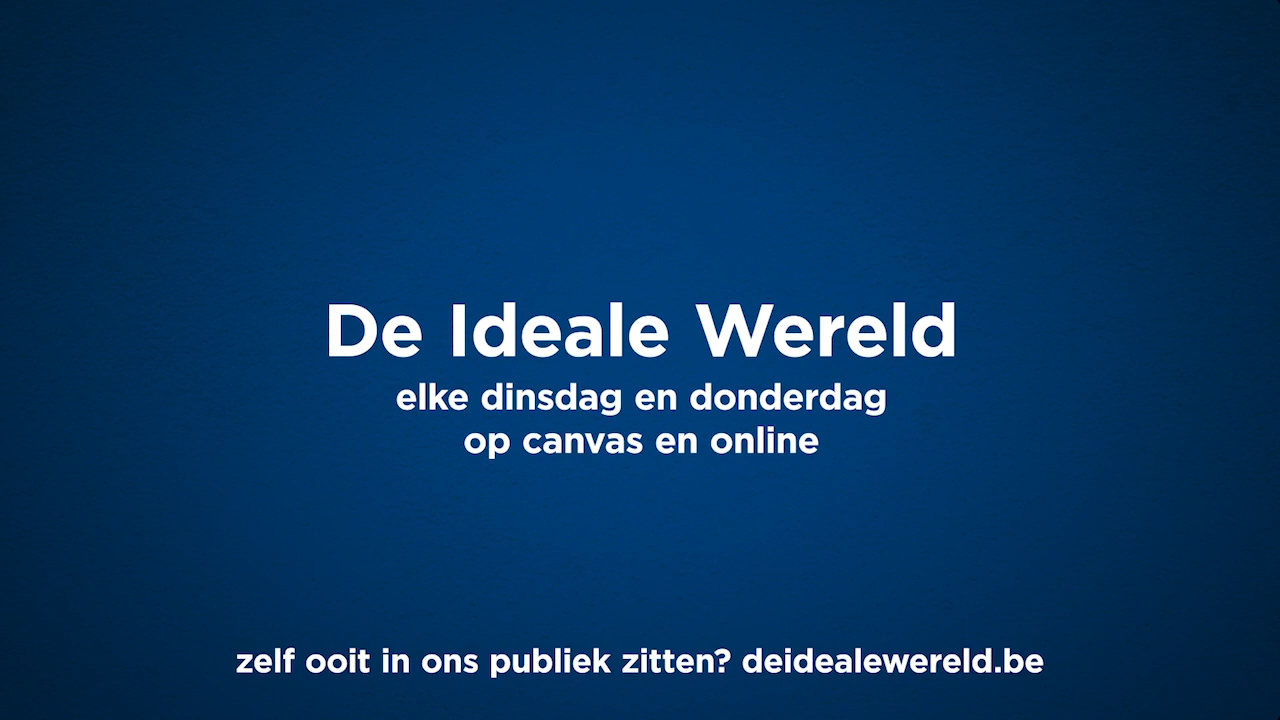 De Ideale Wereld
elke dinsdag en donderdag
op canvas en online
zelf ooit in ons publiek zitten? deidealewereld.be